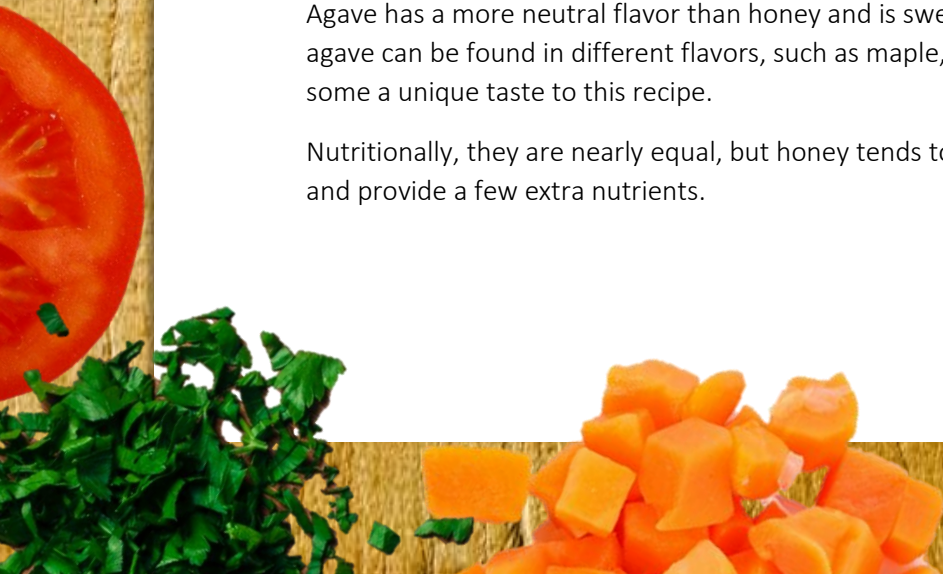 Agave has a more neutral flavor than honey and is
agave can be found in different flavors, such as maple,
some a unique taste to this recipe.
Nutritionally, they are nearly equal, but honey tends
and provide a few extra nutrients.